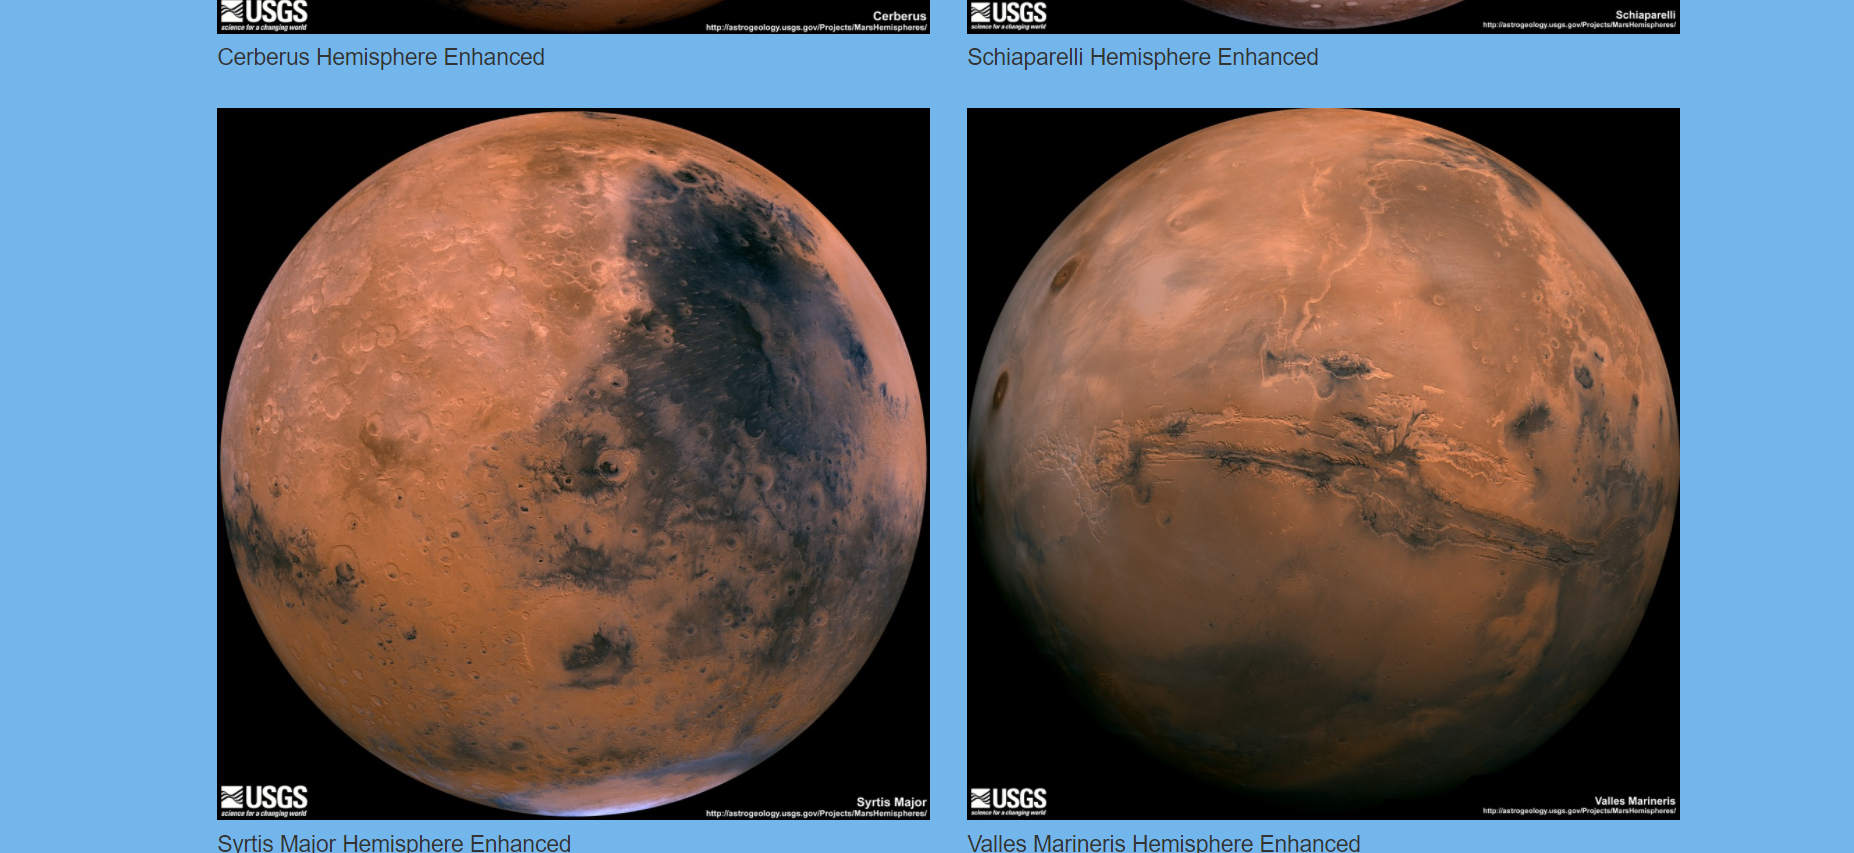 USGS
science for a changing world
Cerberus
http://astrogeology.usgs.gov/Projects/MarsHemispheres/
USGS
science for a changing world
Schiaparelli
http://astrogeology.usgs.gov/Projects/MarsHemispheres/
Cerberus Hemisphere Enhanced
Schiaparelli Hemisphere Enhanced
USGS
science for a changing world
Syrtis Major
http://astrogeology.usgs.gov/Projects/MarsHemispheres/
USGS
science for a changing world
Valles Marineris
http://astrogeology.usgs.gov/Projects/MarsHemispheres/
Syrtis Major Hemisphere Enhanced
Valles Marineris Hemisphere Enhanced